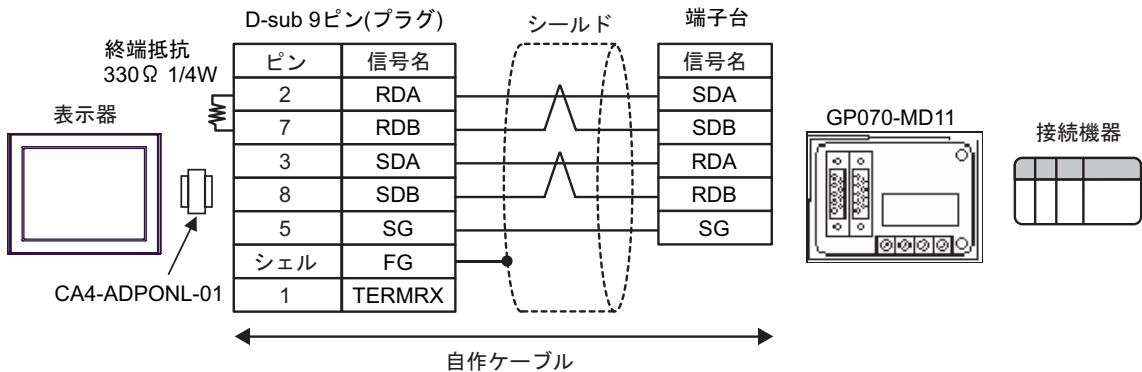 D-sub 9ピン(プラグ)
シールド
端子台
終端抵抗
330Ω 1/4W
ピン 信号名
信号名
2 RDA
SDA
7 RDB
SDB
3 SDA
RDA
8 SDB
RDB
5 SG
SG
シェル FG
1 TERMRX
表示器
GP070-MD11
接続機器
CA4-ADPONL-01
自作ケーブル